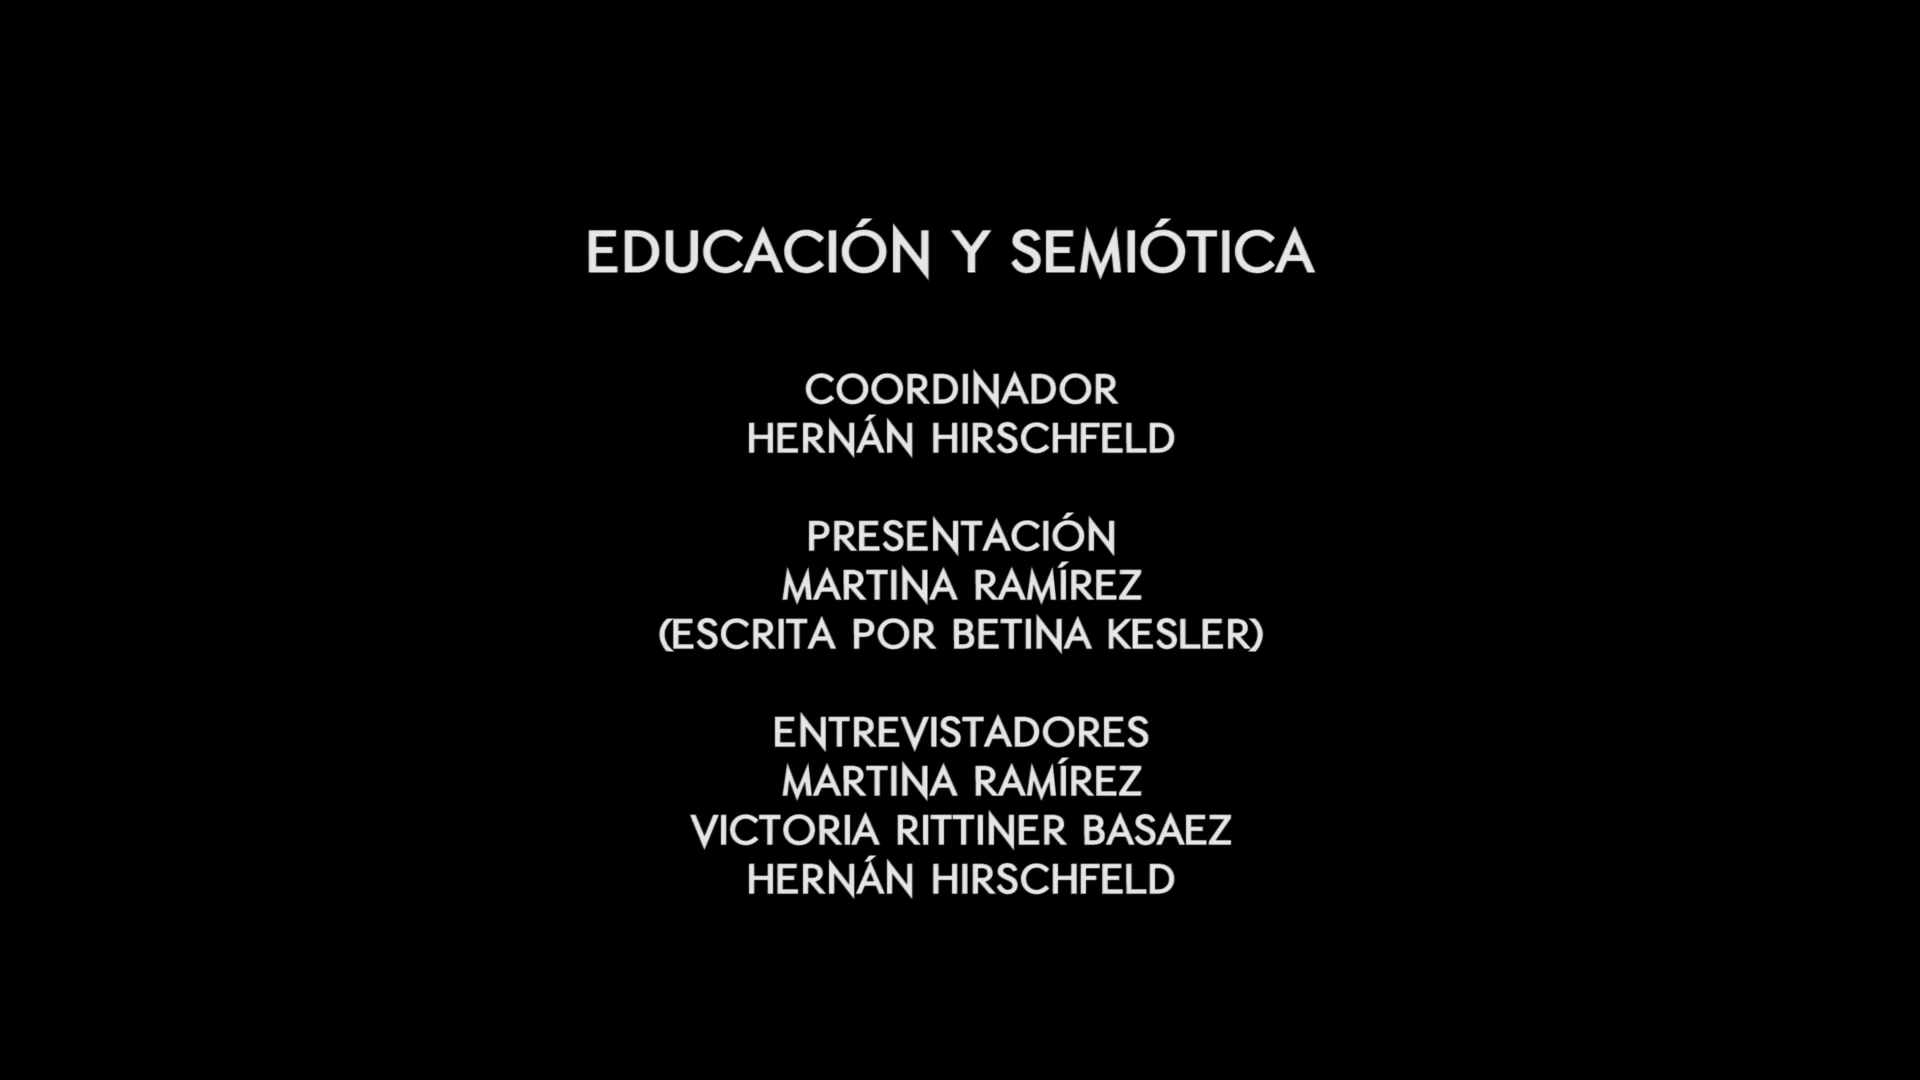 EDUCACIÓN Y SEMIÓTICA
COORDINADOR
HERNÁN HIRSCHFELD
PRESENTACIÓN
MARTINA RAMÍREZ
(ESCRITA POR BETINA KESLER)
ENTREVISTADORES
MARTINA RAMÍREZ
VICTORIA RITTINER BASAEZ
HERNÁN HIRSCHFELD